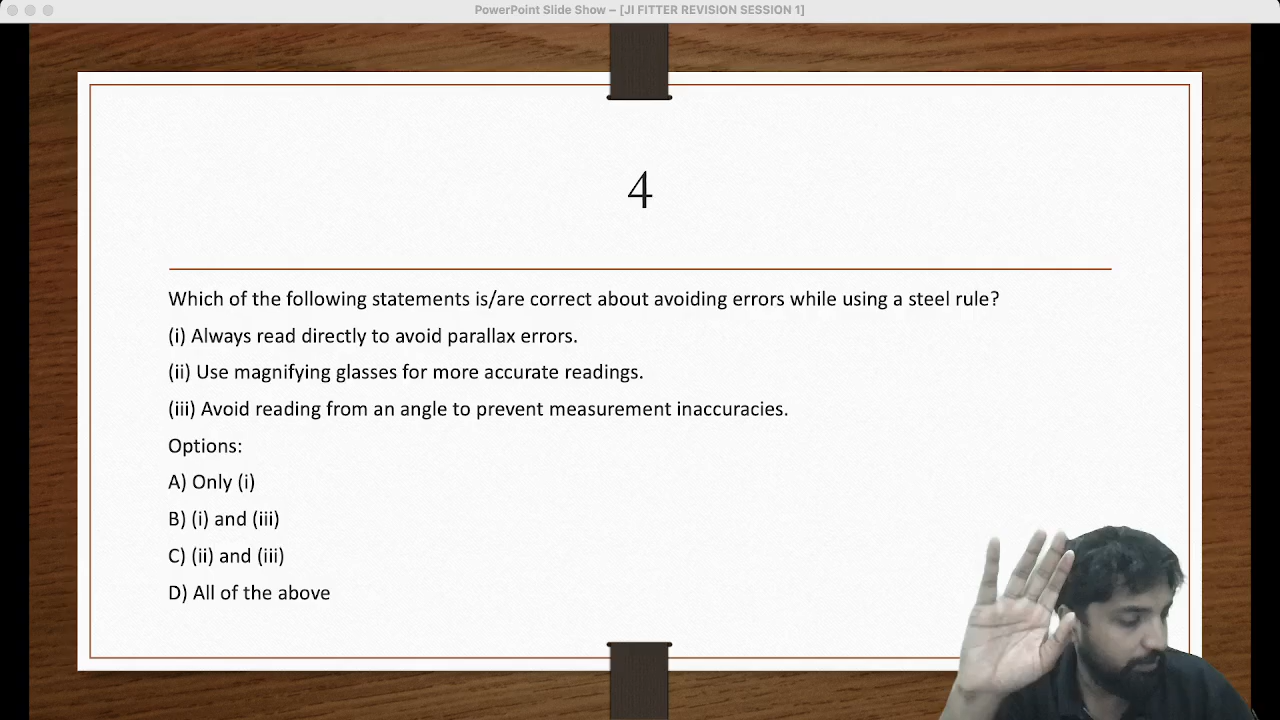 PowerPoint Slide Show – [JI FITTER REVISION SESSION 1]
4
Which of the following statements is/are correct about avoiding errors while using a steel rule?
(i) Always read directly to avoid parallax errors.
(ii) Use magnifying glasses for more accurate readings.
(iii) Avoid reading from an angle to prevent measurement inaccuracies.
Options:
A) Only (i)
B) (i) and (iii)
C) (ii) and (iii)
D) All of the above